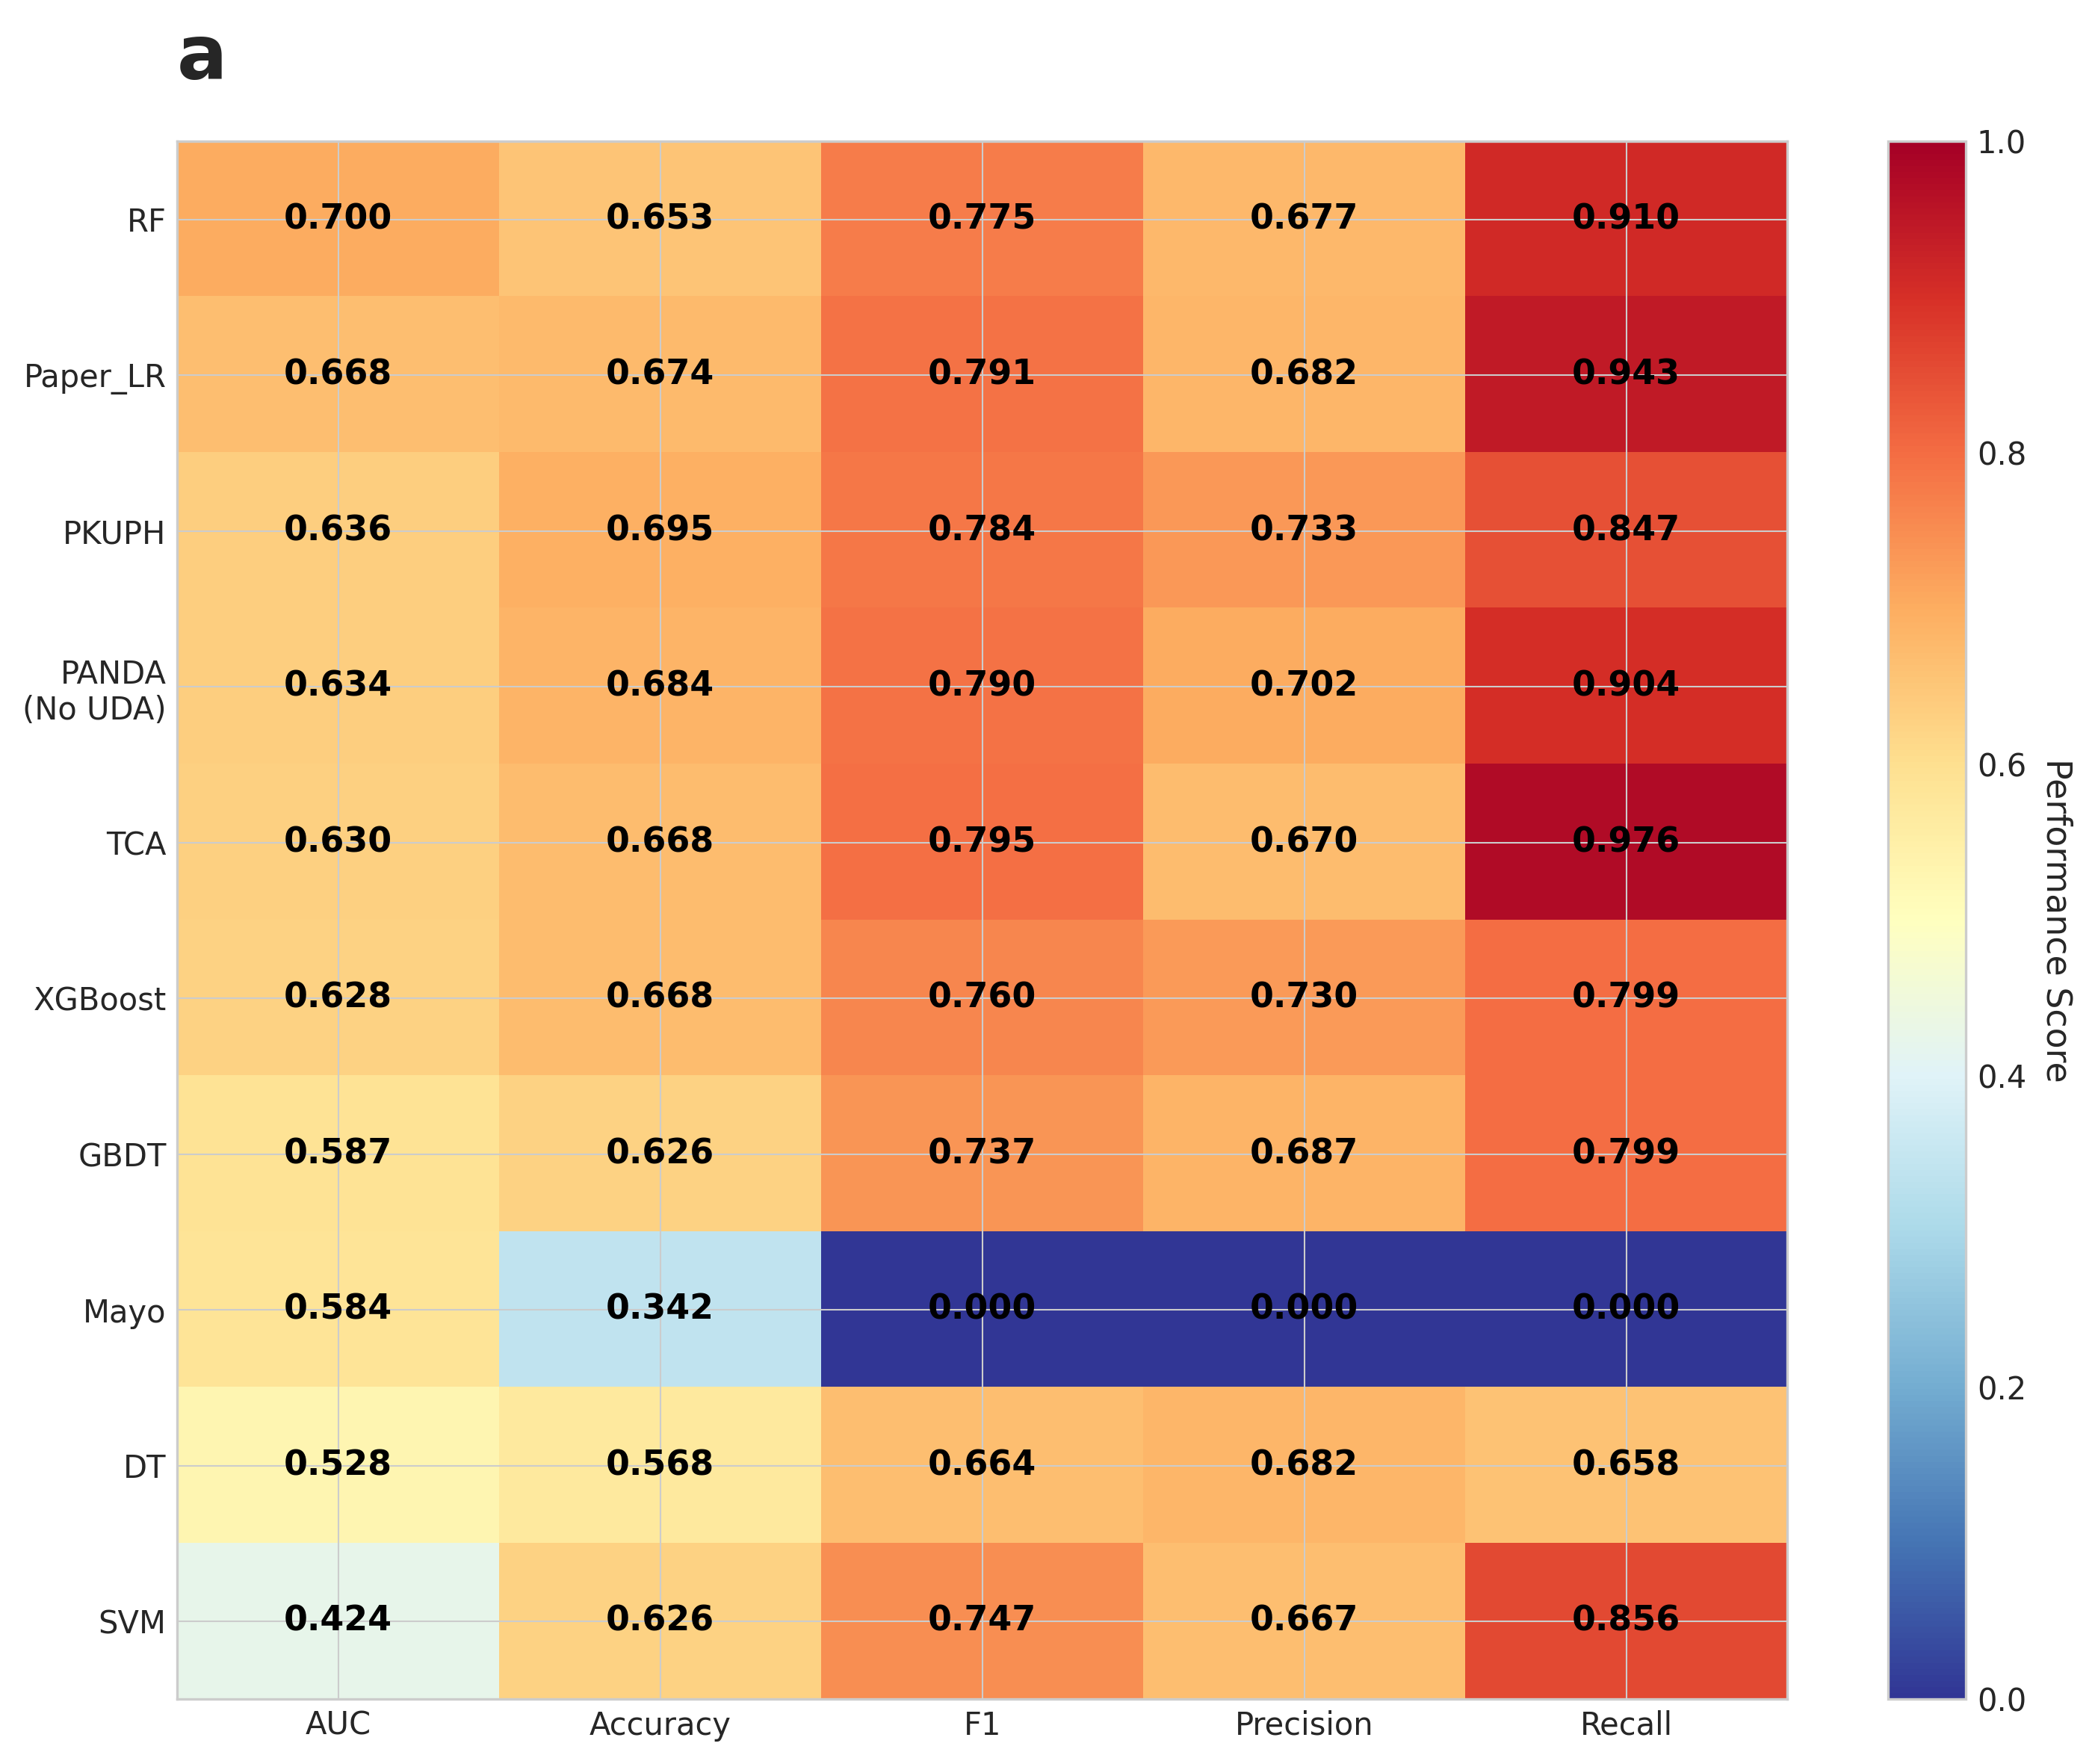 a
RF 0.700 0.653 0.775 0.677 0.910
Paper_LR 0.668 0.674 0.791 0.682 0.943
PKUPH 0.636 0.695 0.784 0.733 0.847
PANDA
(No UDA) 0.634 0.684 0.790 0.702 0.904
TCA 0.630 0.668 0.795 0.670 0.976
XGBoost 0.628 0.668 0.760 0.730 0.799
GBDT 0.587 0.626 0.737 0.687 0.799
Mayo 0.584 0.342 0.000 0.000 0.000
DT 0.528 0.568 0.664 0.682 0.658
SVM 0.424 0.626 0.747 0.667 0.856
AUC Accuracy F1 Precision Recall
1.0
0.8
0.6
0.4
0.2
0.0
Performance Score